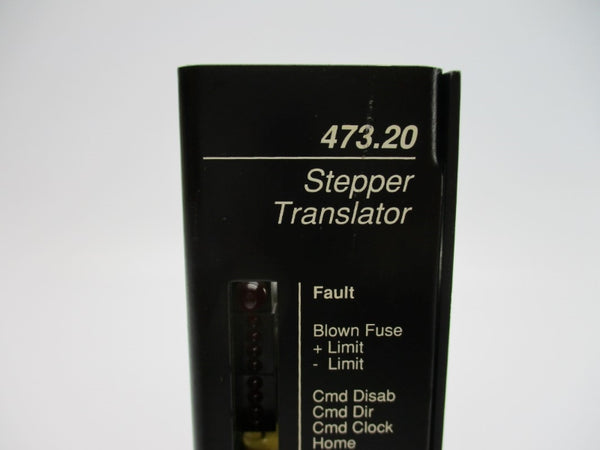 473.20
Stepper
Translator
Fault
Blown Fuse
+ Limit
- Limit
Cmd Disab
Cmd Dir
Cmd Clock
Home